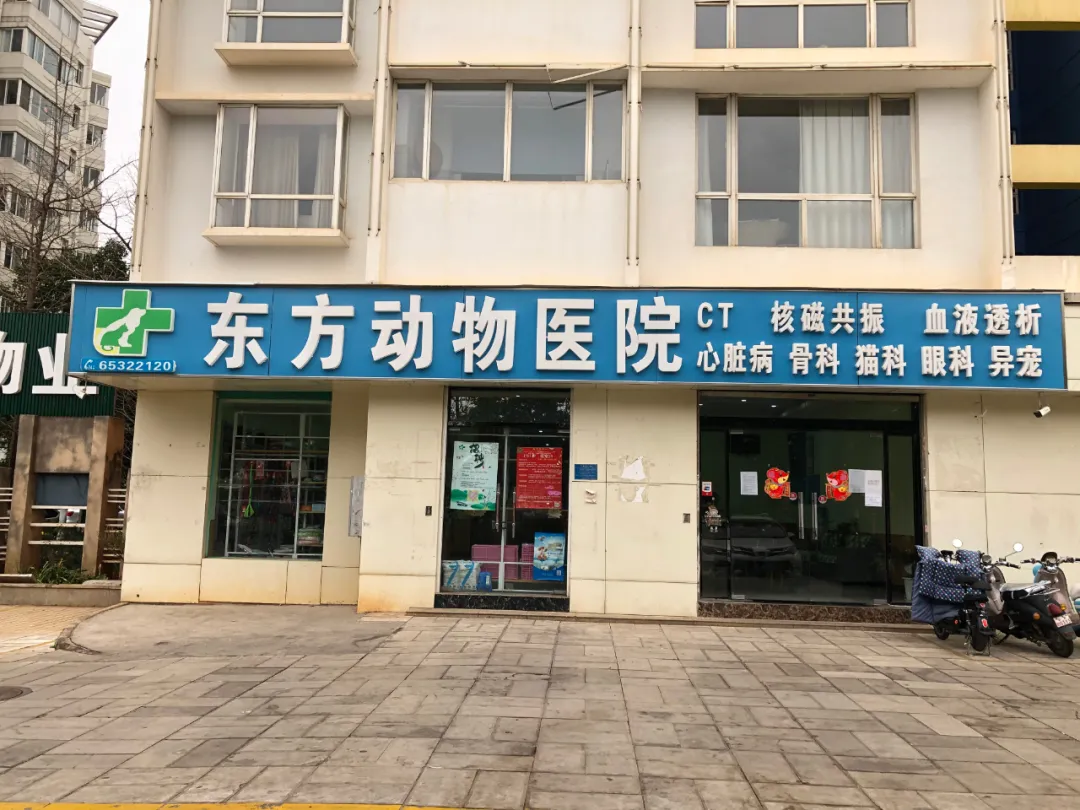 东方动物医院
CT 核磁共振 血液透析
心脏病 骨科 猫科 眼科 异宠
65322120
物业